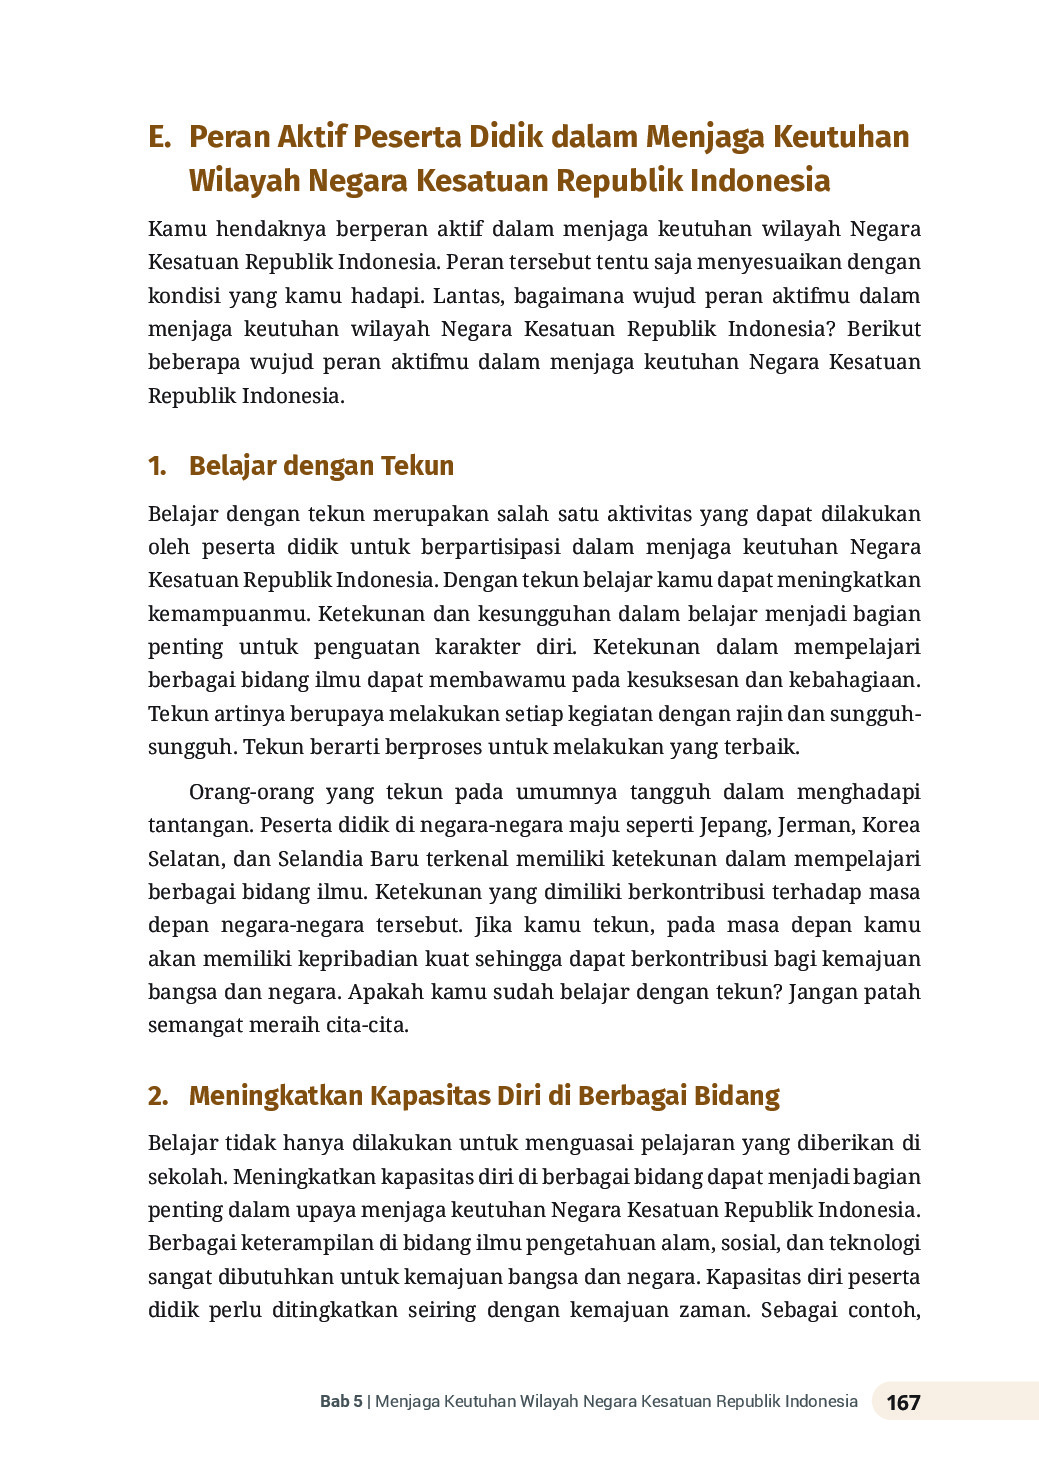 E. Peran Aktif Peserta Didik dalam Menjaga Keutuhan
Wilayah Negara Kesatuan Republik Indonesia
Kamu hendaknya berperan aktif dalam menjaga keutuhan wilayah Negara
Kesatuan Republik Indonesia. Peran tersebut tentu saja menyesuaikan dengan
kondisi yang kamu hadapi. Lantas, bagaimana wujud peran aktifmu dalam
menjaga keutuhan wilayah Negara Kesatuan Republik Indonesia? Berikut
beberapa wujud peran aktifmu dalam menjaga keutuhan Negara Kesatuan
Republik Indonesia.
1. Belajar dengan Tekun
Belajar dengan tekun merupakan salah satu aktivitas yang dapat dilakukan
oleh peserta didik untuk berpartisipasi dalam menjaga keutuhan Negara
Kesatuan Republik Indonesia. Dengan tekun belajar kamu dapat meningkatkan
kemampuanmu. Ketekunan dan kesungguhan dalam belajar menjadi bagian
penting untuk penguatan karakter diri. Ketekunan dalam mempelajari
berbagai bidang ilmu dapat membawamu pada kesuksesan dan kebahagiaan.
Tekun artinya berupaya melakukan setiap kegiatan dengan rajin dan sungguh-
sungguh. Tekun berarti berproses untuk melakukan yang terbaik.
Orang-orang yang tekun pada umumnya tangguh dalam menghadapi
tantangan. Peserta didik di negara-negara maju seperti Jepang, Jerman, Korea
Selatan, dan Selandia Baru terkenal memiliki ketekunan dalam mempelajari
berbagai bidang ilmu. Ketekunan yang dimiliki berkontribusi terhadap masa
depan negara-negara tersebut. Jika kamu tekun, pada masa depan kamu
akan memiliki kepribadian kuat sehingga dapat berkontribusi bagi kemajuan
bangsa dan negara. Apakah kamu sudah belajar dengan tekun? Jangan patah
semangat meraih cita-cita.
2. Meningkatkan Kapasitas Diri di Berbagai Bidang
Belajar tidak hanya dilakukan untuk menguasai pelajaran yang diberikan di
sekolah. Meningkatkan kapasitas diri di berbagai bidang dapat menjadi bagian
penting dalam upaya menjaga keutuhan Negara Kesatuan Republik Indonesia.
Berbagai keterampilan di bidang ilmu pengetahuan alam, sosial, dan teknologi
sangat dibutuhkan untuk kemajuan bangsa dan negara. Kapasitas diri peserta
didik perlu ditingkatkan seiring dengan kemajuan zaman. Sebagai contoh,
Bab 5 | Menjaga Keutuhan Wilayah Negara Kesatuan Republik Indonesia 167